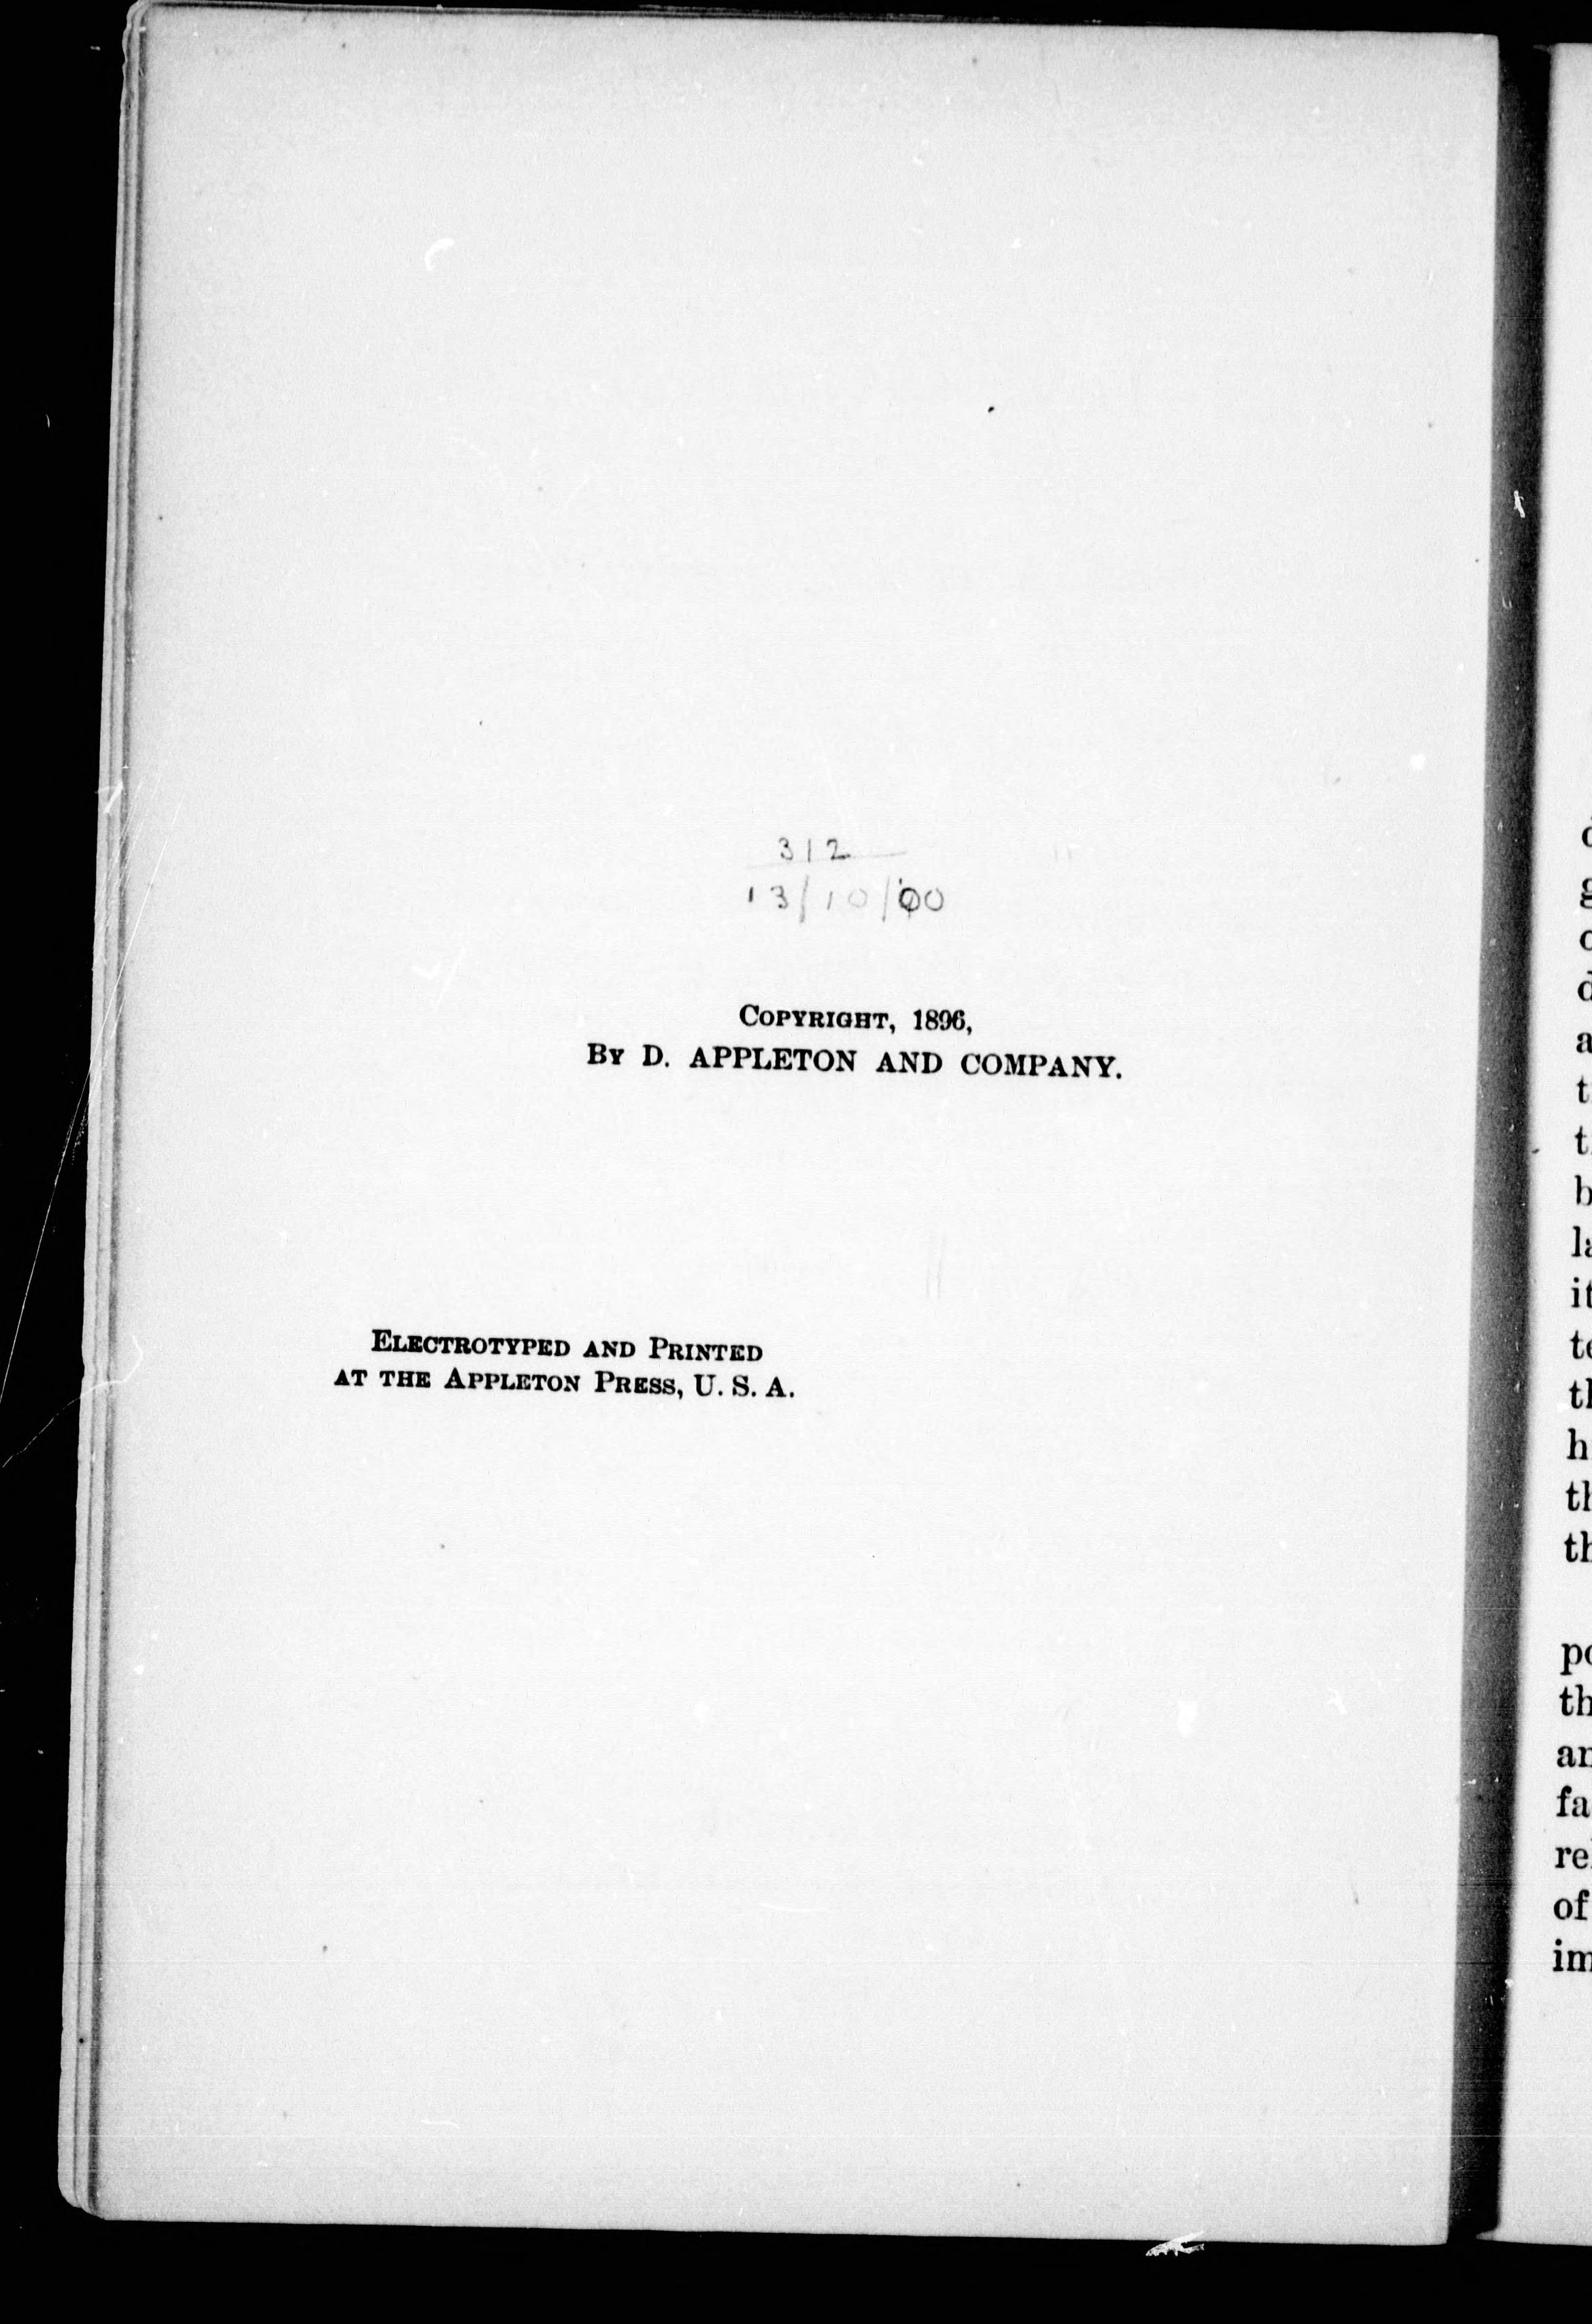 312
13/10/00
COPYRIGHT, 1896,
BY D. APPLETON AND COMPANY.
ELECTROTYPED AND PRINTED
AT THE APPLETON PRESS, U. S. A.